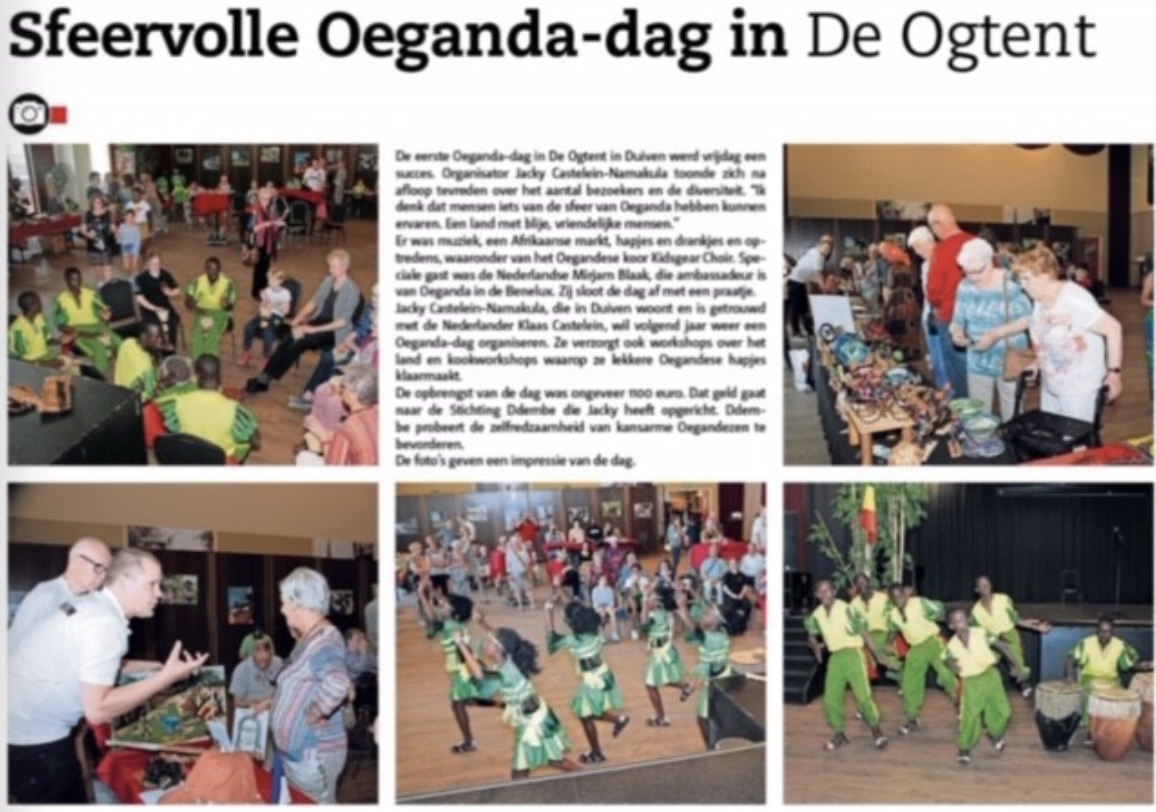 Sfeervolle Oeganda-dag in De Ogtent
De eerste Oeganda-dag in De Ogtent in Duiven werd vrijdag een
succes. Organisator Jacky Castelein-Namakula toonde zich na
afloop tevreden over het aantal bezoekers en de diversiteit. "Ik
denk dat mensen iets van de sfeer van Oeganda hebben kunnen
ervaren. Een land met blije, vriendelijke mensen."
Er was muziek, een Afrikaanse markt, hapjes en drankjes en op-
tredens, waaronder van het Oegandese koor Kidsgear Choir. Spe-
ciale gast was de Nederlandse Mirjam Blaak, die ambassadeur is
van Oeganda in de Benelux. Zij sloot de dag af met een praatje.
Jacky Castelein-Namakula, die in Duiven woont en is getrouwd
met de Nederlander Klaas Castelein, wil volgend jaar weer een
Oeganda-dag organiseren. Ze verzorgt ook workshops over het
land en kookworkshops waarop ze lekkere Oegandese hapjes
klaarmaakt.
De opbrengst van de dag was ongeveer 1100 euro. Dat geld gaat
naar de Stichting Ddembe die Jacky heeft opgericht. Ddem-
be probeert de zelfredzaamheid van kansarme Oegandezen te
bevorderen.
De foto's geven een impressie van de dag.